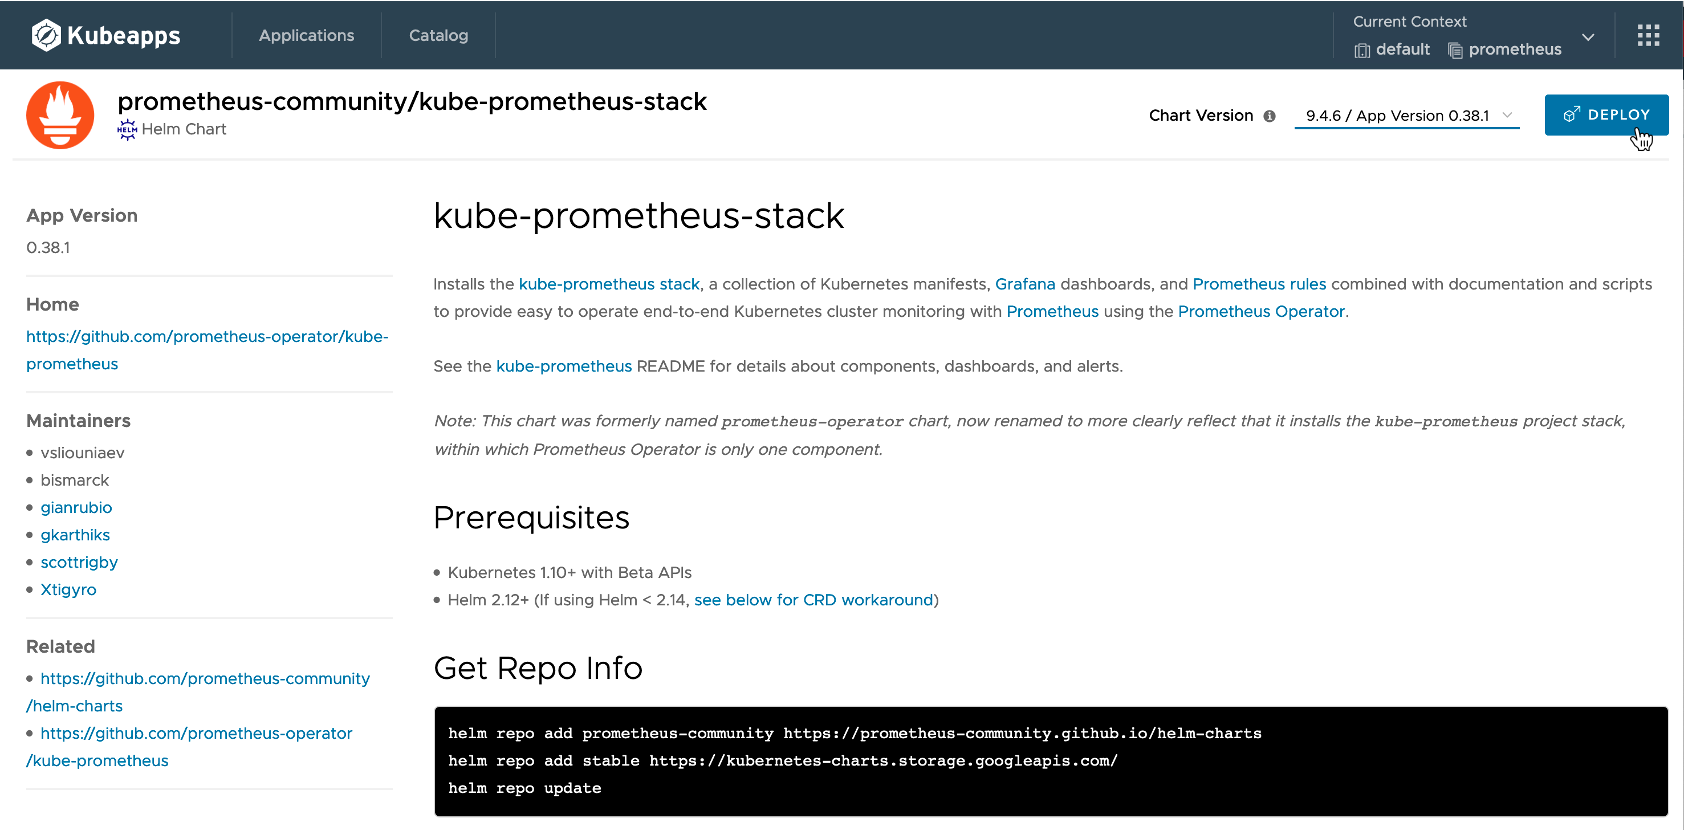 Kubeapps
Applications
Catalog
Current Context
default prometheus
prometheus-community/kube-prometheus-stack
HELM Helm Chart
Chart Version
9.4.6 / App Version 0.38.1
DEPLOY
App Version
0.38.1
Home
https://github.com/prometheus-operator/kube-
prometheus
Maintainers
• vsliouniaev
• bismarck
• gianrubio
• gkarthiks
• scottrigby
• Xtigyro
Related
• https://github.com/prometheus-community
/helm-charts
• https://github.com/prometheus-operator
/kube-prometheus
kube-prometheus-stack
Installs the kube-prometheus stack, a collection of Kubernetes manifests, Grafana dashboards, and Prometheus rules combined with documentation and scripts
to provide easy to operate end-to-end Kubernetes cluster monitoring with Prometheus using the Prometheus Operator.
See the kube-prometheus README for details about components, dashboards, and alerts.
Note: This chart was formerly named prometheus-operator chart, now renamed to more clearly reflect that it installs the kube-prometheus project stack,
within which Prometheus Operator is only one component.
Prerequisites
• Kubernetes 1.10+ with Beta APIs
• Helm 2.12+ (If using Helm < 2.14, see below for CRD workaround)
Get Repo Info
helm repo add prometheus-community https://prometheus-community.github.io/helm-charts
helm repo add stable https://kubernetes-charts.storage.googleapis.com/
helm repo update